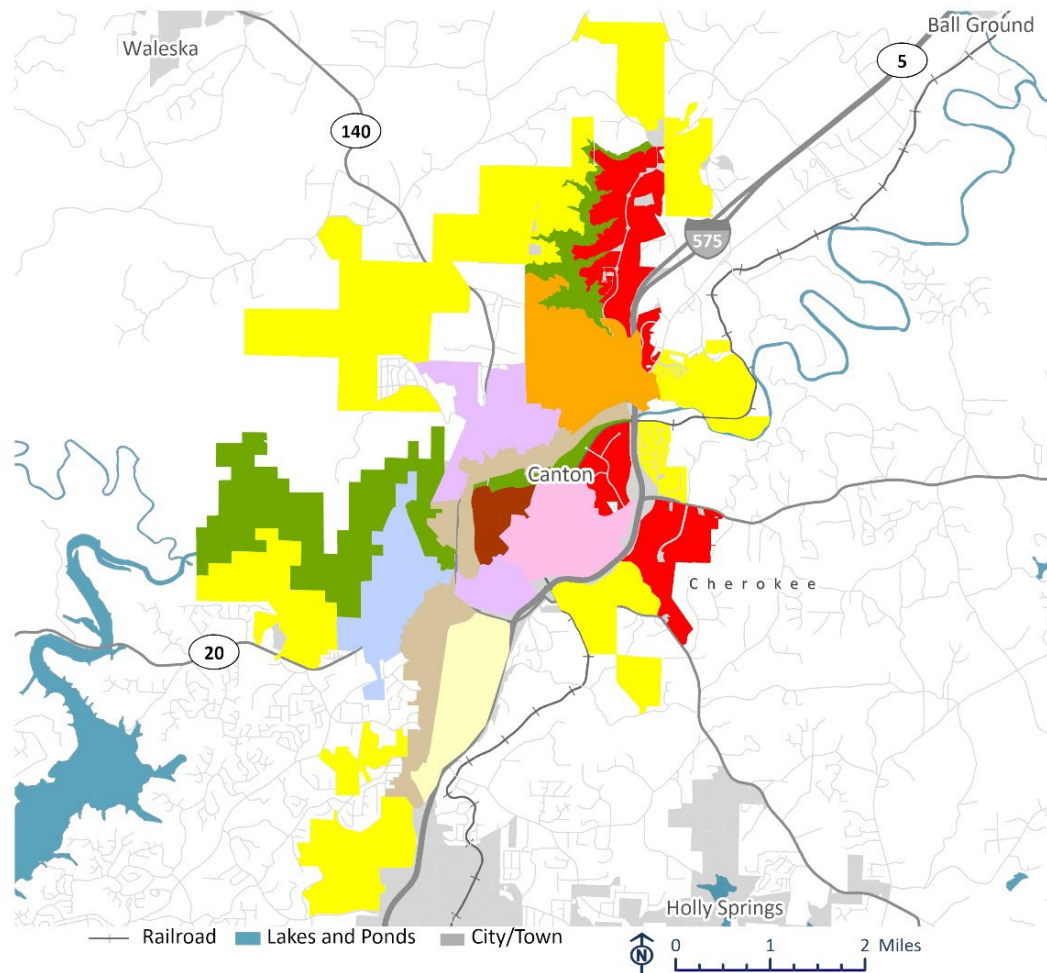 Waleska
Ball Ground
5
140
575
Canton
Cherokee
20
Holly Springs
Railroad
Lakes and Ponds
City/Town
N
0 1 2 Miles